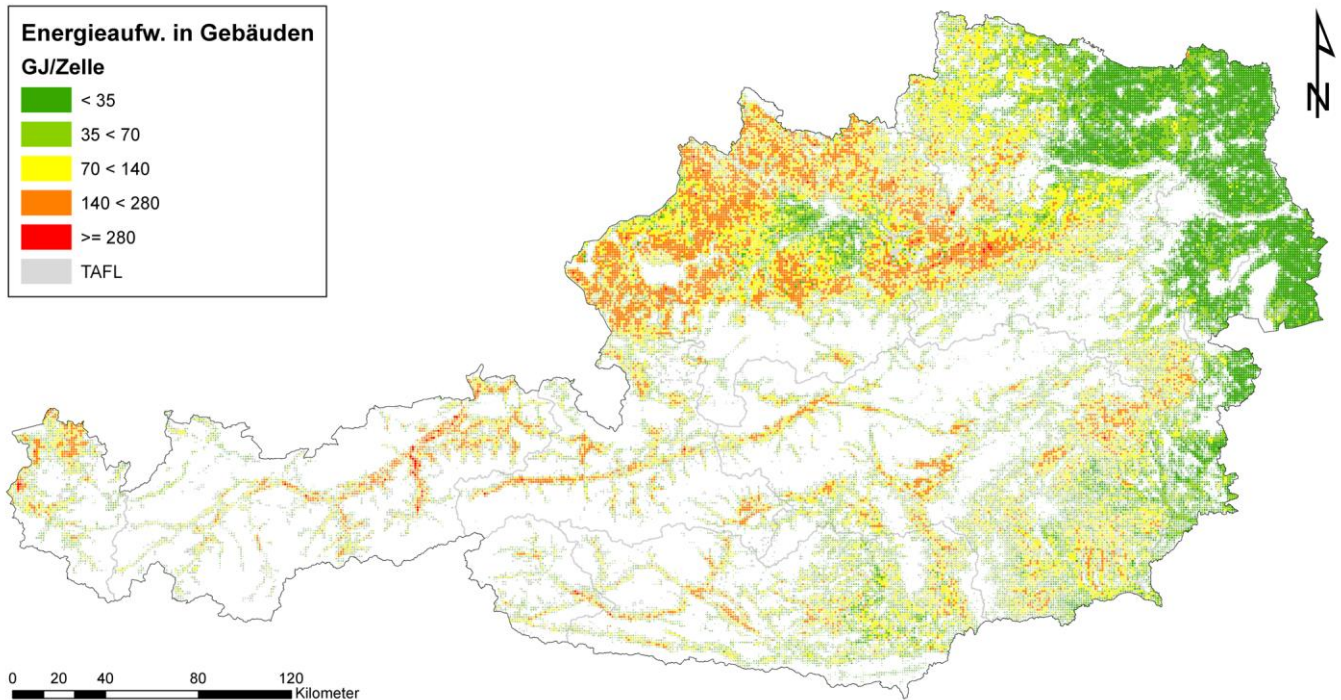 Energieaufw. in Gebäuden
GJ/Zelle
< 35
35 < 70
70 < 140
140 < 280
>= 280
TAFL
N
0 20 40 80 120
Kilometer